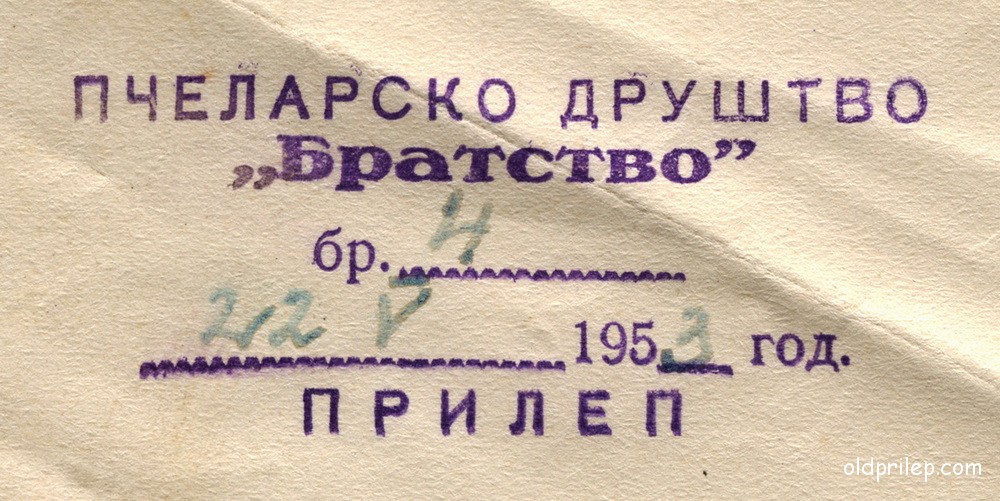 ПЧЕЛАРСКО ДРУШТВО
„Братство”
бр. 4
22 V 1953 год.
ПРИЛЕП
oldprilep.com